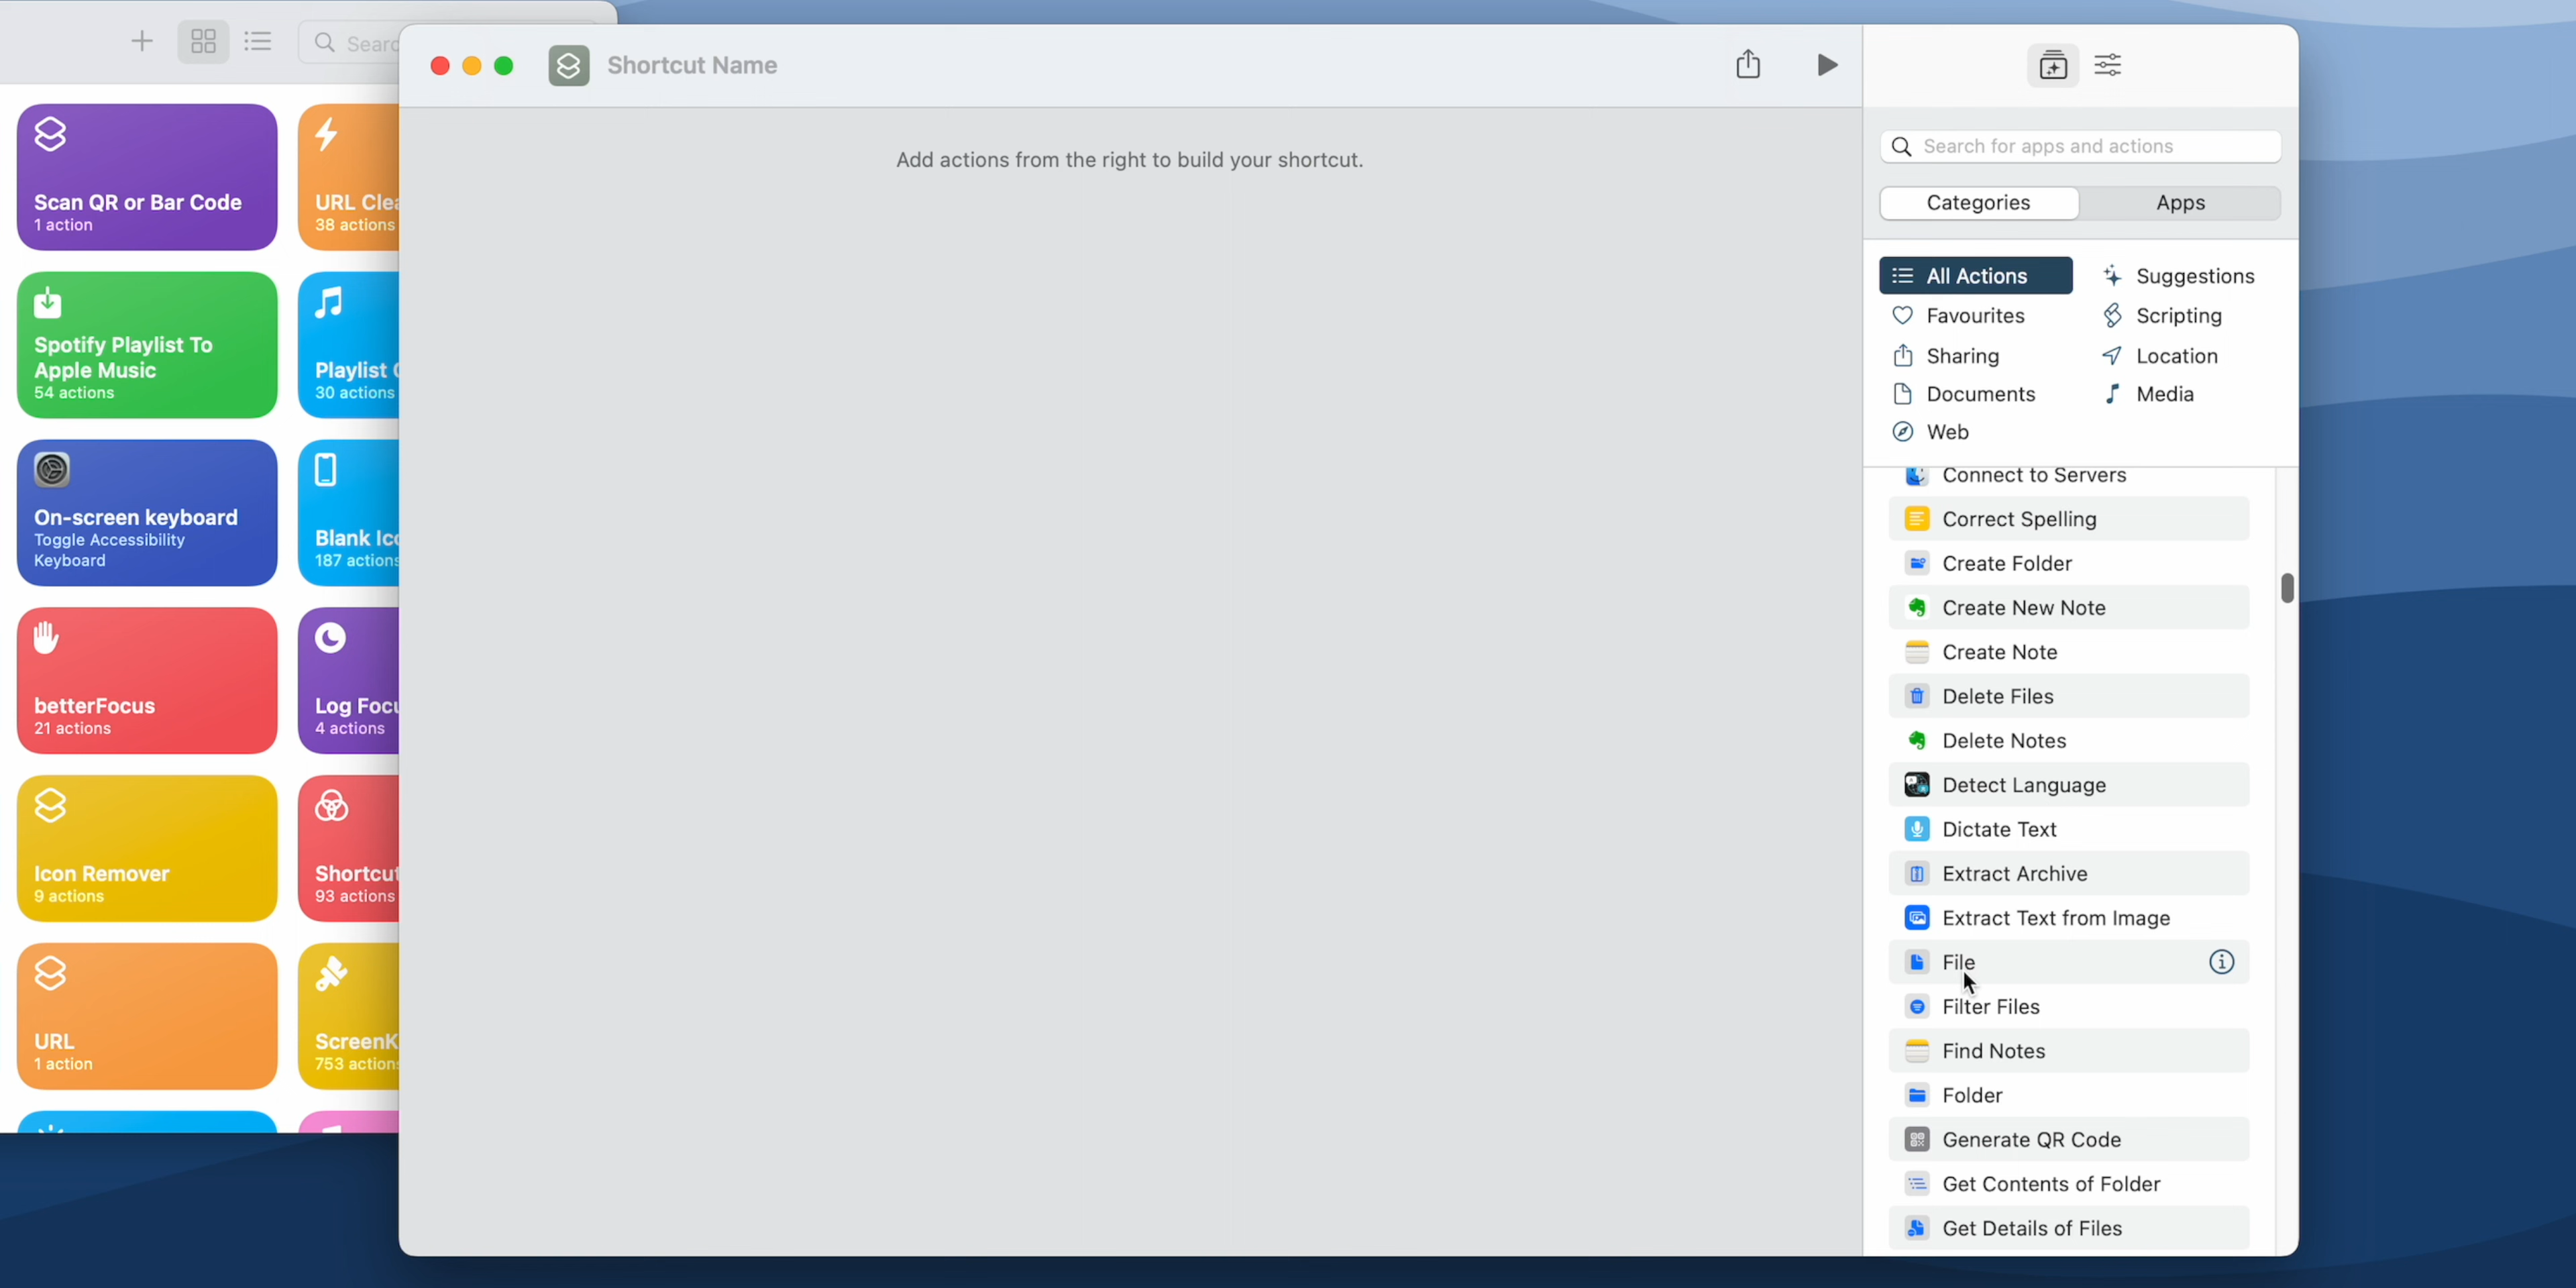 Searc
Scan QR or Bar Code
1 action
URL Clea
38 actions
Spotify Playlist To
Apple Music
54 actions
Playlist
30 actions
On-screen keyboard
Toggle Accessibility
Keyboard
Blank Ico
187 actions
betterFocus
21 actions
Log Focu
4 actions
Icon Remover
9 actions
Shortcut
93 actions
URL
1 action
ScreenK
753 actions
Shortcut Name
Add actions from the right to build your shortcut.
Search for apps and actions
Categories
Apps
All Actions
Suggestions
Favourites
Scripting
Sharing
Location
Documents
Media
Web
Connect to Servers
Correct Spelling
Create Folder
Create New Note
Create Note
Delete Files
Delete Notes
Detect Language
Dictate Text
Extract Archive
Extract Text from Image
File
Filter Files
Find Notes
Folder
Generate QR Code
Get Contents of Folder
Get Details of Files